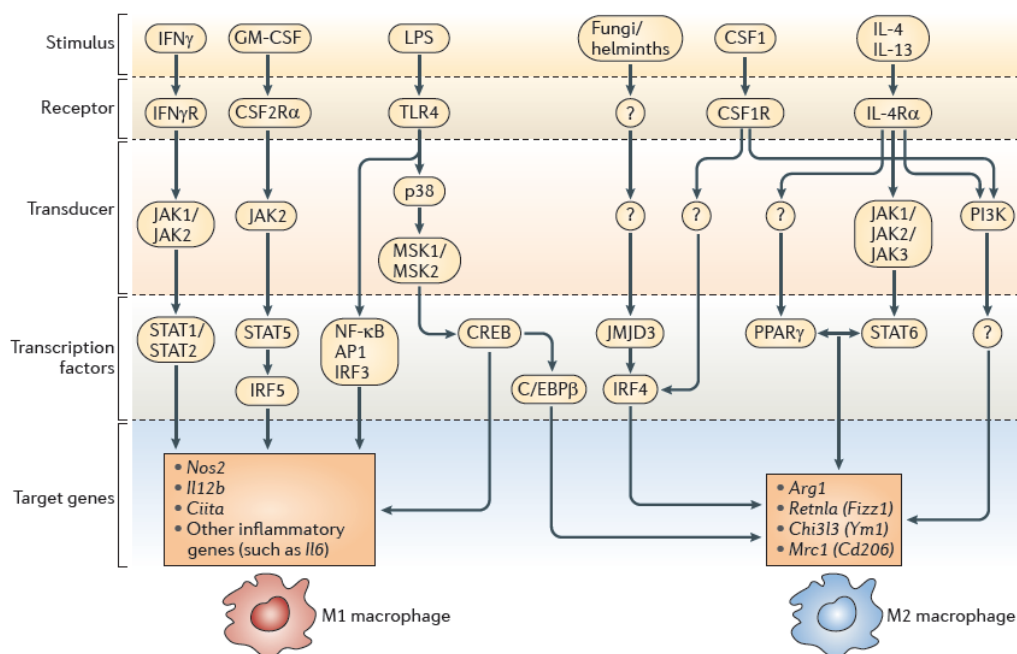 Stimulus
IFNγ
GM-CSF
LPS
Fungi/
helminths
CSF1
IL-4
IL-13
Receptor
IFNγR
CSF2Rα
TLR4
?
CSF1R
IL-4Rα
Transducer
JAK1/
JAK2
JAK2
p38
MSK1/
MSK2
?
?
?
JAK1/
JAK2/
JAK3
PI3K
Transcription
factors
STAT1/
STAT2
STAT5
IRF5
NF-κB
AP1
IRF3
CREB
C/EBPβ
JMJD3
IRF4
PPARγ
STAT6
?
Target genes
• Nos2
• Il12b
• Ciita
• Other inflammatory
genes (such as Il6)
• Arg1
• Retnla (Fizz1)
• Chi3l3 (Ym1)
• Mrc1 (Cd206)
M1 macrophage
M2 macrophage